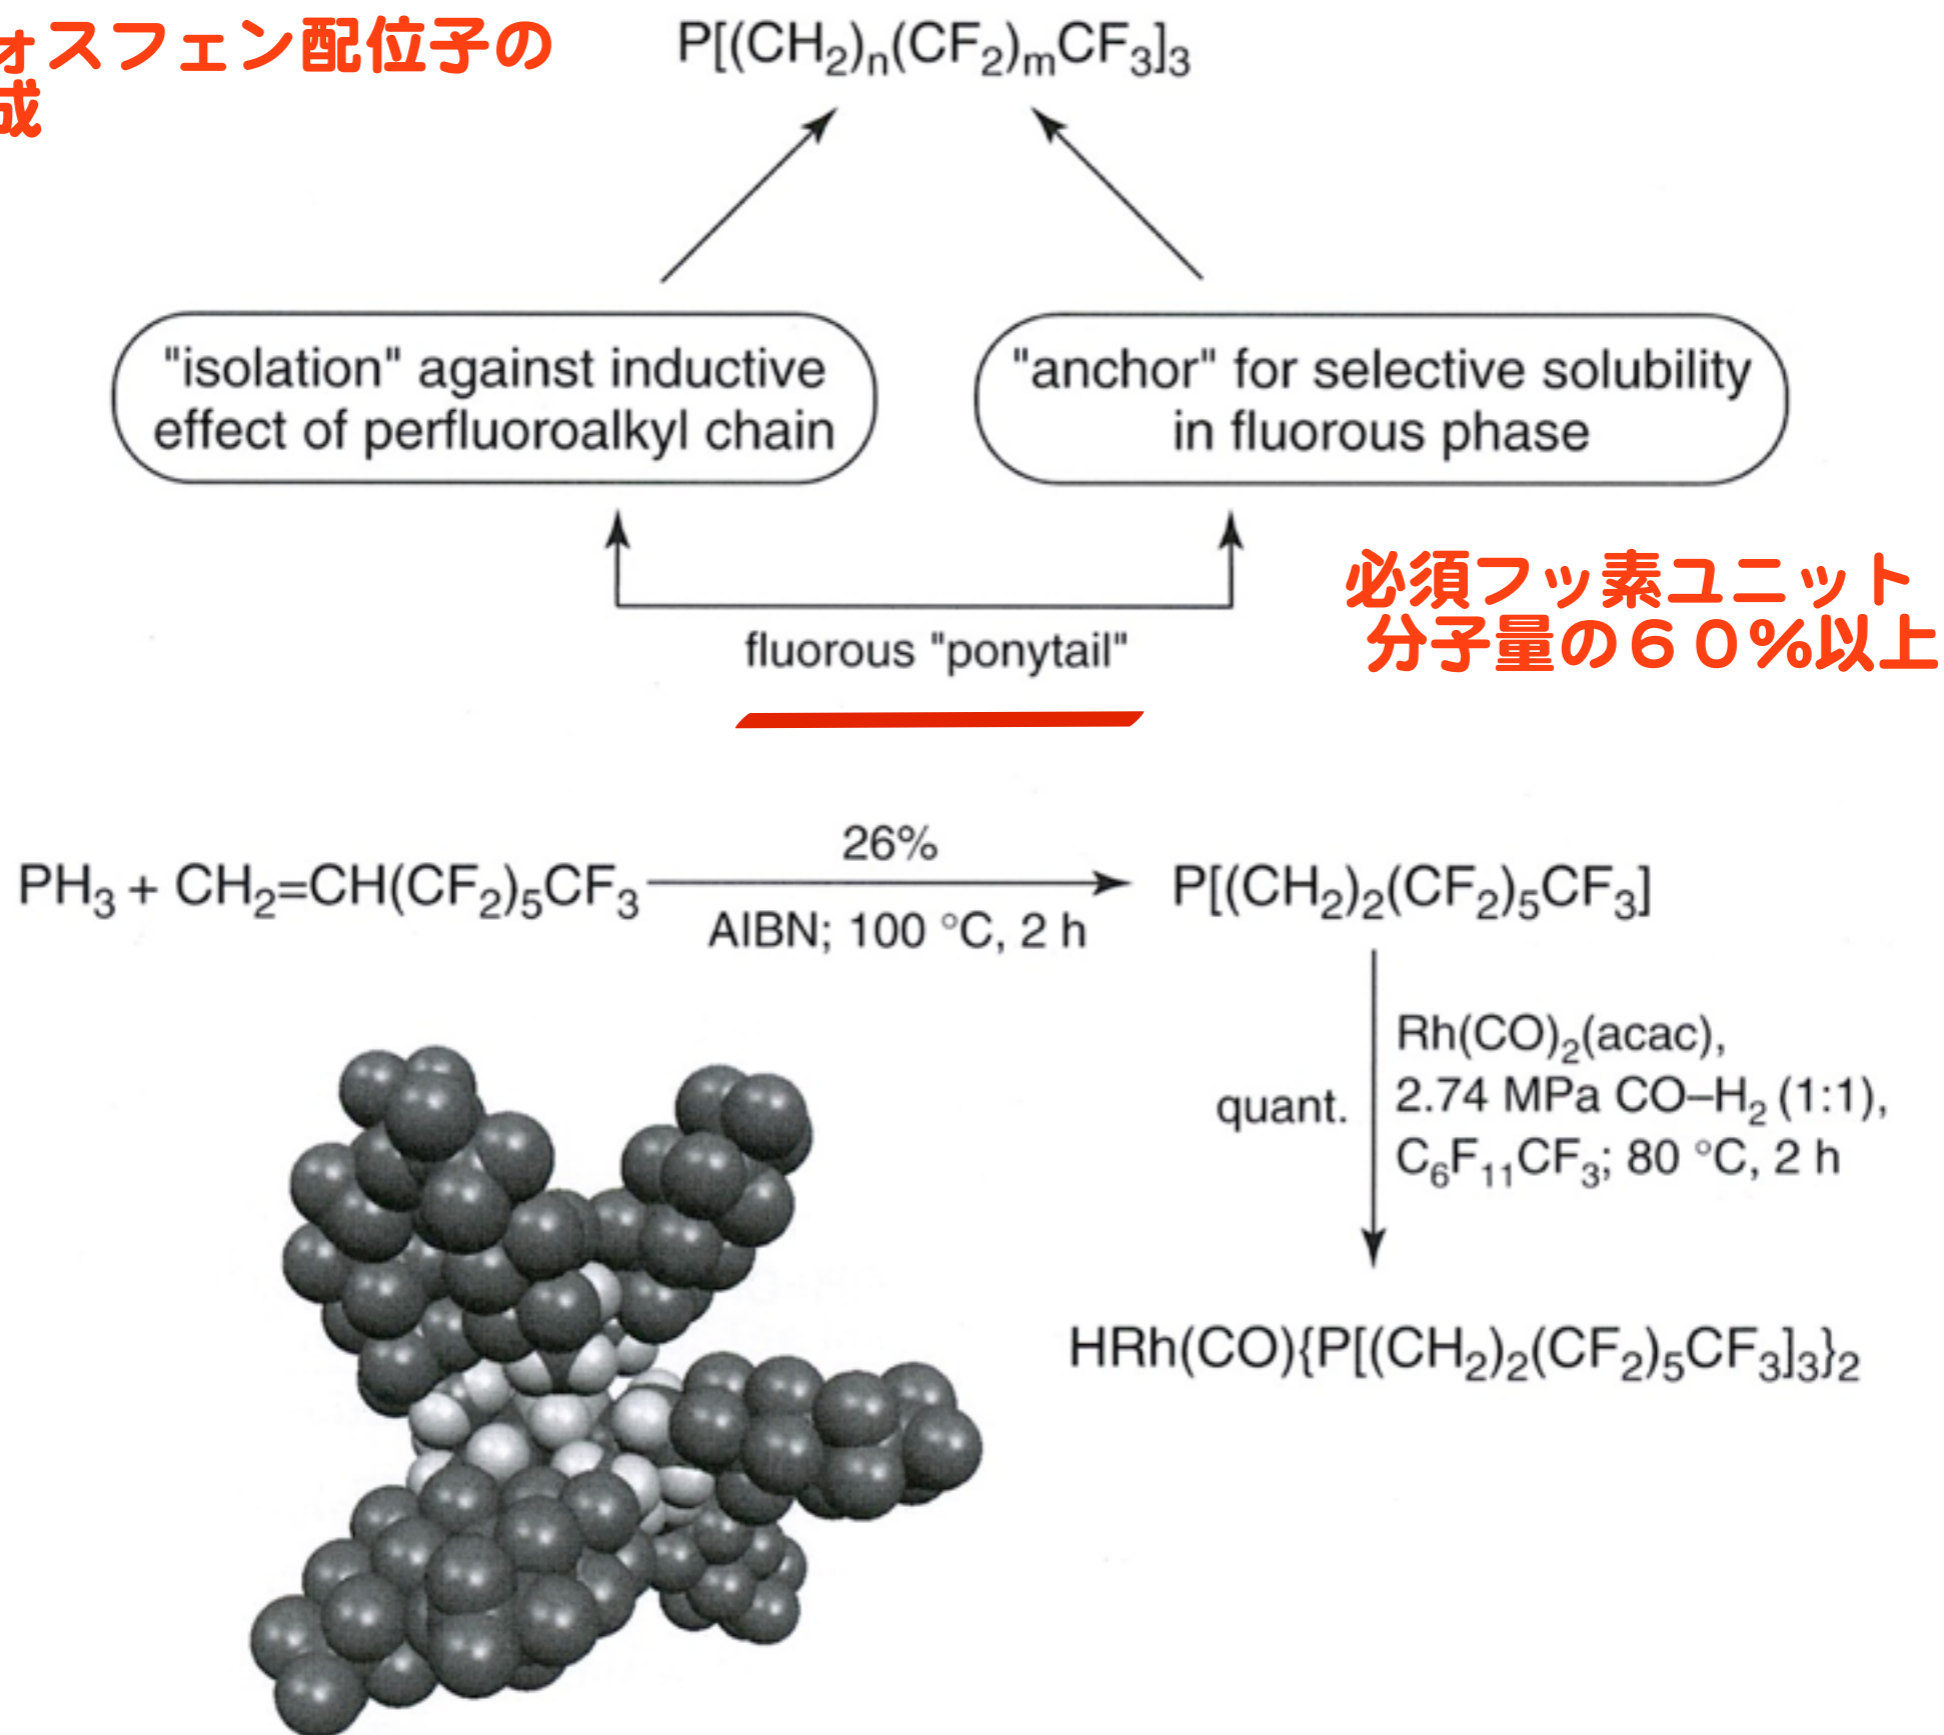 ォスフェン配位子の
成
P[(CH₂)ₙ(CF₂)ₘCF₃]₃
"isolation" against inductive
effect of perfluoroalkyl chain
"anchor" for selective solubility
in fluorous phase
fluorous "ponytail"
必須フッ素ユニット
分子量の６０％以上
PH₃ + CH₂=CH(CF₂)₅CF₃
26%
AIBN; 100 °C, 2 h
P[(CH₂)₂(CF₂)₅CF₃]
quant.
Rh(CO)₂(acac),
2.74 MPa CO–H₂ (1:1),
C₆F₁₁CF₃; 80 °C, 2 h
HRh(CO){P[(CH₂)₂(CF₂)₅CF₃]₃}₂